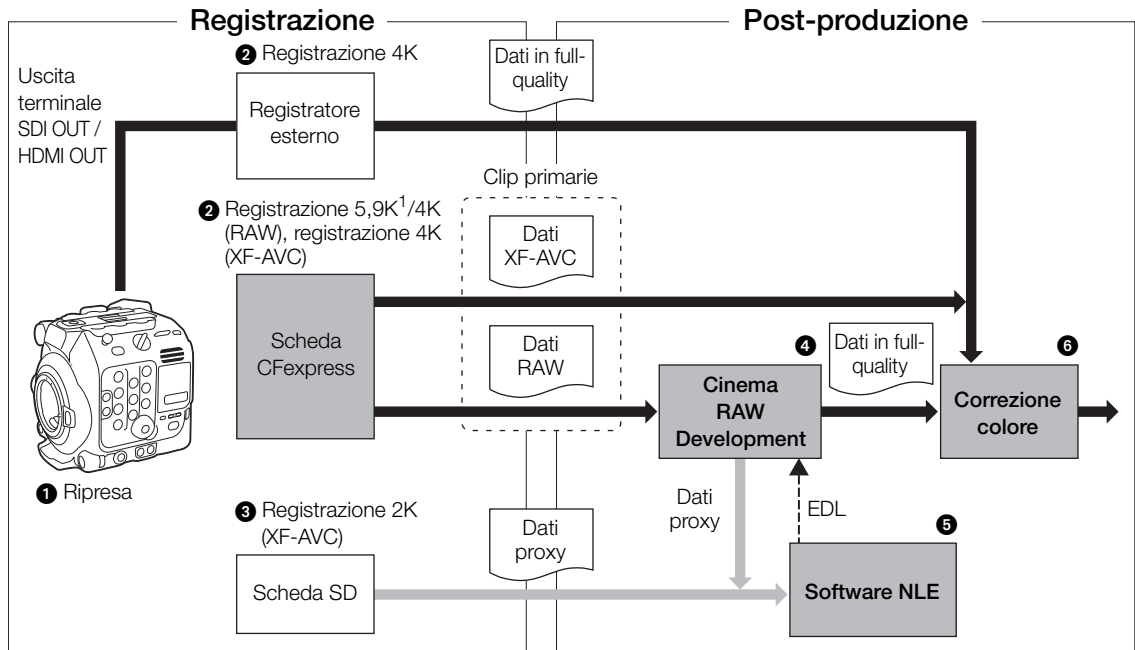 Registrazione
Post-produzione
❷ Registrazione 4K
Dati in full-
quality
Uscita
terminale
SDI OUT /
HDMI OUT
Registratore
esterno
Clip primarie
❷ Registrazione 5,9K¹/4K
(RAW), registrazione 4K
(XF-AVC)
Dati
XF-AVC
Scheda
CFexpress
Dati
RAW
❹
Dati in full-
quality
❻
Cinema
RAW
Development
Correzione
colore
❶ Ripresa
❸ Registrazione 2K
(XF-AVC)
Dati
proxy
Dati
proxy
EDL
❺
Scheda SD
Software NLE